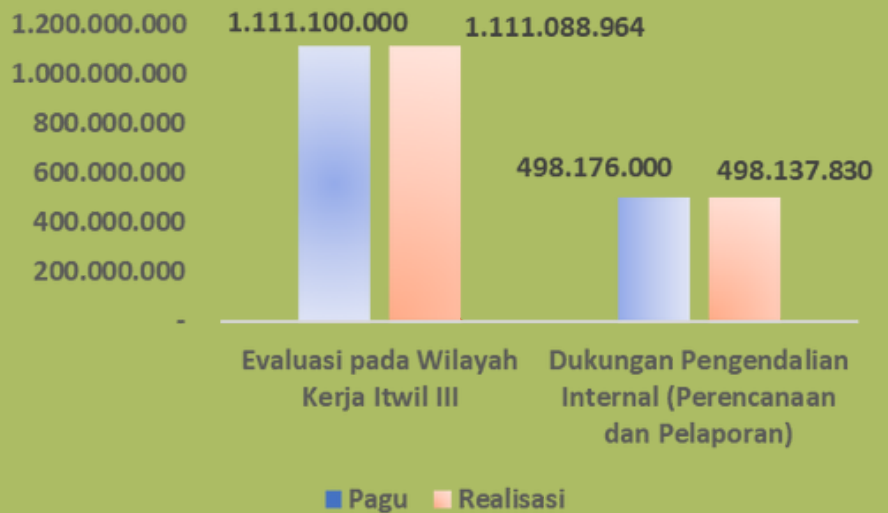 1.200.000.000
1.000.000.000
800.000.000
600.000.000
400.000.000
200.000.000
-
1.111.100.000
1.111.088.964
498.176.000
498.137.830
Evaluasi pada Wilayah
Kerja Itwil III
Dukungan Pengendalian
Internal (Perencanaan
dan Pelaporan)
Pagu
Realisasi